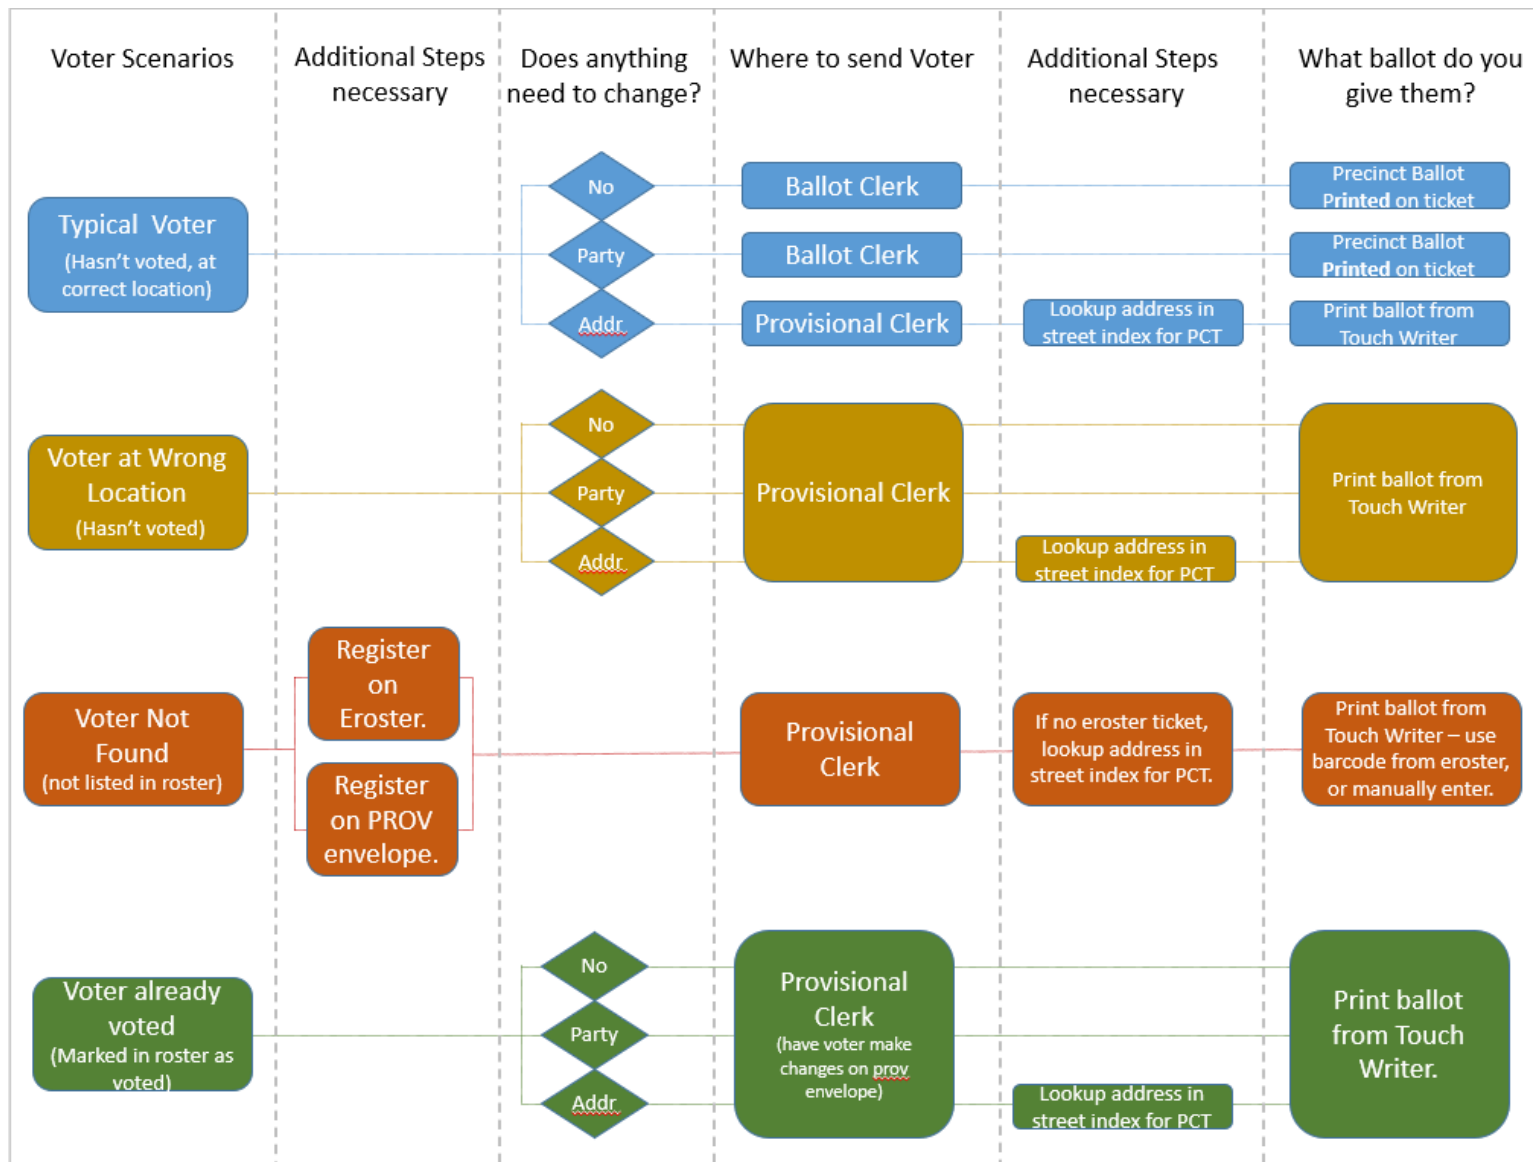 Voter Scenarios
Additional Steps
necessary
Does anything
need to change?
Where to send Voter
Additional Steps
necessary
What ballot do you
give them?
Typical  Voter
(Hasn't voted, at
correct location)
No
Ballot Clerk
Precinct Ballot
Printed on ticket
Party
Ballot Clerk
Precinct Ballot
Printed on ticket
Addr
Provisional Clerk
Lookup address in
street index for PCT
Print ballot from
Touch Writer
Voter at Wrong
Location
(Hasn't voted)
No
Party
Addr
Provisional Clerk
Lookup address in
street index for PCT
Print ballot from
Touch Writer
Voter Not
Found
(not listed in roster)
Register
on
Eroster.
Register
on PROV
envelope.
Provisional
Clerk
If no eroster ticket,
lookup address in
street index for PCT.
Print ballot from
Touch Writer – use
barcode from eroster,
or manually enter.
Voter already
voted
(Marked in roster as
voted)
No
Party
Addr
Provisional
Clerk
(have voter make
changes on prov
envelope)
Lookup address in
street index for PCT
Print ballot
from Touch
Writer.